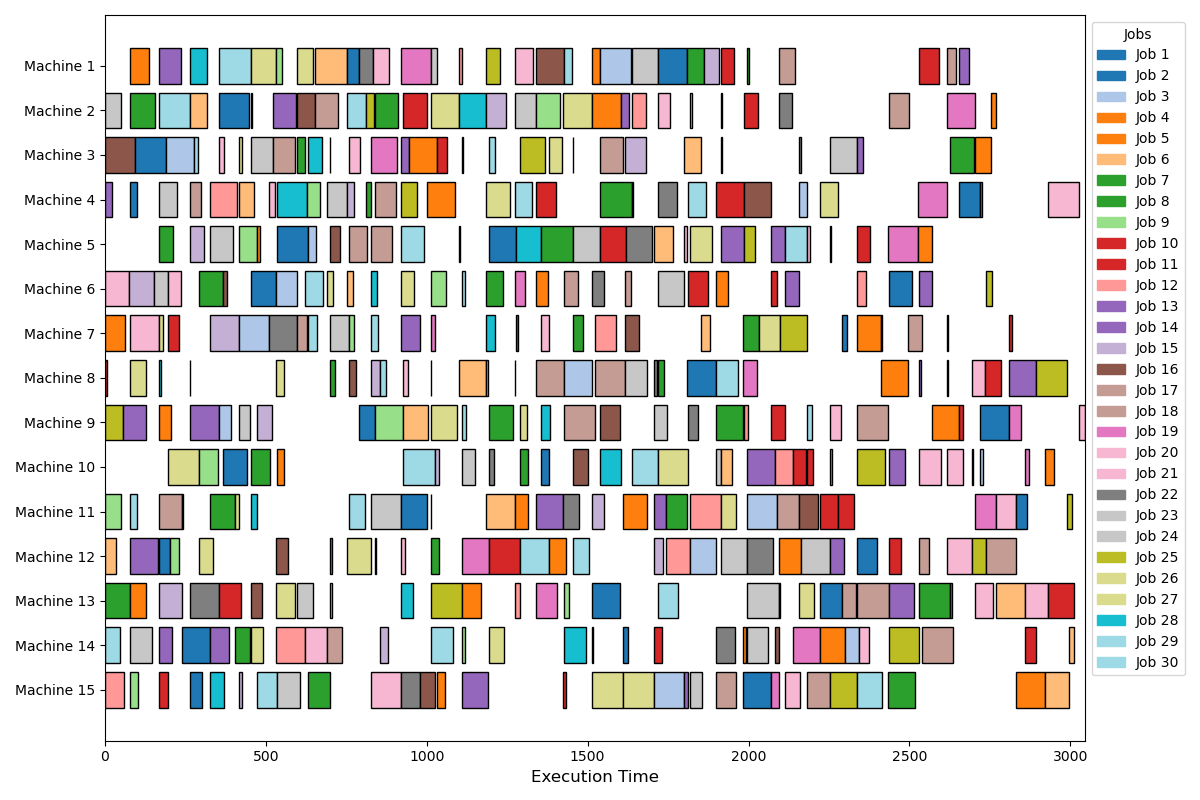 Machine 1
Machine 2
Machine 3
Machine 4
Machine 5
Machine 6
Machine 7
Machine 8
Machine 9
Machine 10
Machine 11
Machine 12
Machine 13
Machine 14
Machine 15
0 500 1000 1500 2000 2500 3000
Execution Time
Jobs
Job 1
Job 2
Job 3
Job 4
Job 5
Job 6
Job 7
Job 8
Job 9
Job 10
Job 11
Job 12
Job 13
Job 14
Job 15
Job 16
Job 17
Job 18
Job 19
Job 20
Job 21
Job 22
Job 23
Job 24
Job 25
Job 26
Job 27
Job 28
Job 29
Job 30